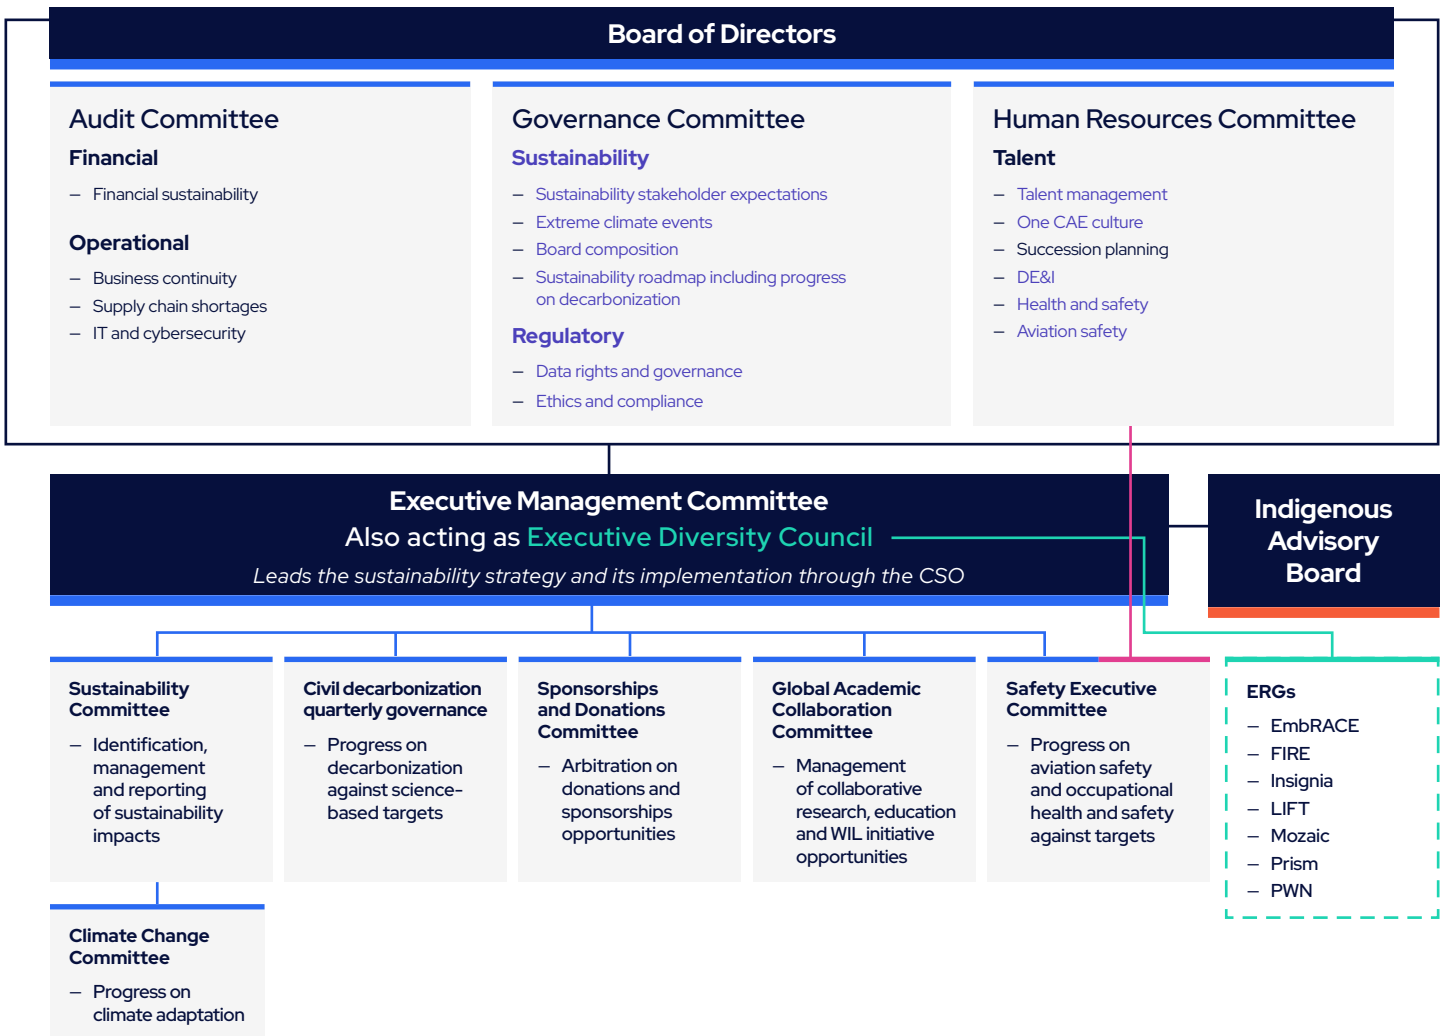 Board of Directors
Audit Committee
Financial
– Financial sustainability
Operational
– Business continuity
– Supply chain shortages
– IT and cybersecurity
Governance Committee
Sustainability
– Sustainability stakeholder expectations
– Extreme climate events
– Board composition
– Sustainability roadmap including progress
on decarbonization
Regulatory
– Data rights and governance
– Ethics and compliance
Human Resources Committee
Talent
– Talent management
– One CAE culture
– Succession planning
– DE&I
– Health and safety
– Aviation safety
Executive Management Committee
Also acting as Executive Diversity Council
Leads the sustainability strategy and its implementation through the CSO
Indigenous
Advisory
Board
Sustainability
Committee
– Identification,
management
and reporting
of sustainability
impacts
Civil decarbonization
quarterly governance
– Progress on
decarbonization
against science-
based targets
Sponsorships
and Donations
Committee
– Arbitration on
donations and
sponsorships
opportunities
Global Academic
Collaboration
Committee
– Management
of collaborative
research, education
and WIL initiative
opportunities
Safety Executive
Committee
– Progress on
aviation safety
and occupational
health and safety
against targets
ERGs
– EmbRACE
– FIRE
– Insignia
– LIFT
– Mozaic
– Prism
– PWN
Climate Change
Committee
– Progress on
climate adaptation